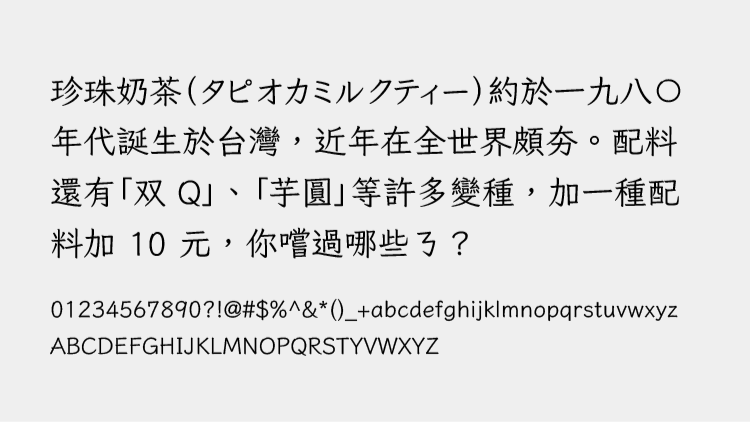 珍珠奶茶(タピオカミルクティー)約於一九八〇
年代誕生於台灣，近年在全世界頗夯。配料
還有「双 Q」、「芋圓」等許多變種，加一種配
料加 10 元，你嚐過哪些ㄋ？
01234567890?!@#$%^&*()_+abcdefghijklmnopqrstuvwxyz
ABCDEFGHIJKLMNOPQRSTYVWXYZ